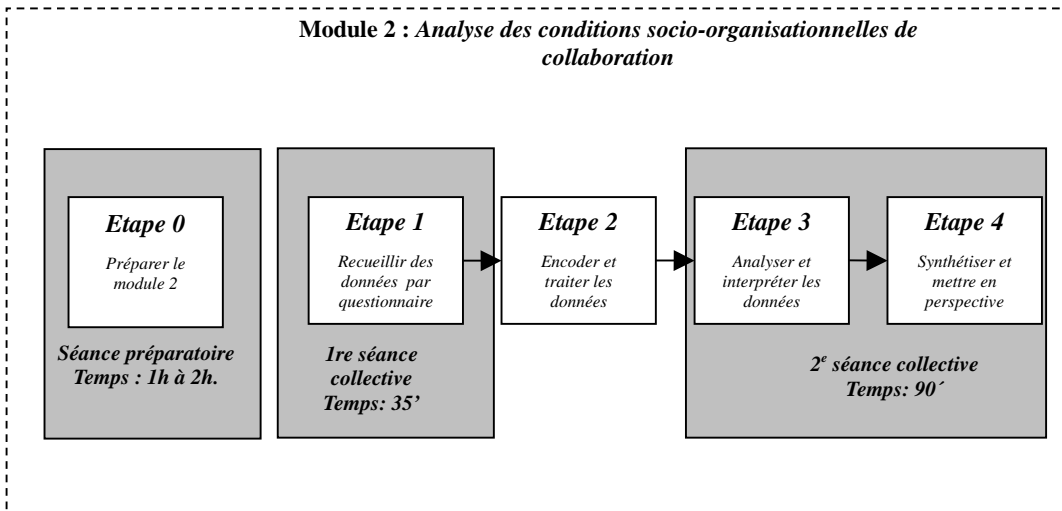 Module 2 : Analyse des conditions socio-organisationnelles de
collaboration
Etape 0
Préparer le
module 2
Séance préparatoire
Temps : 1h à 2h.
Etape 1
Recueillir des
données par
questionnaire
1re séance
collective
Temps: 35’
Etape 2
Encoder et
traiter les
données
Etape 3
Analyser et
interpréter les
données
Etape 4
Synthétiser et
mettre en
perspective
2e séance collective
Temps: 90´